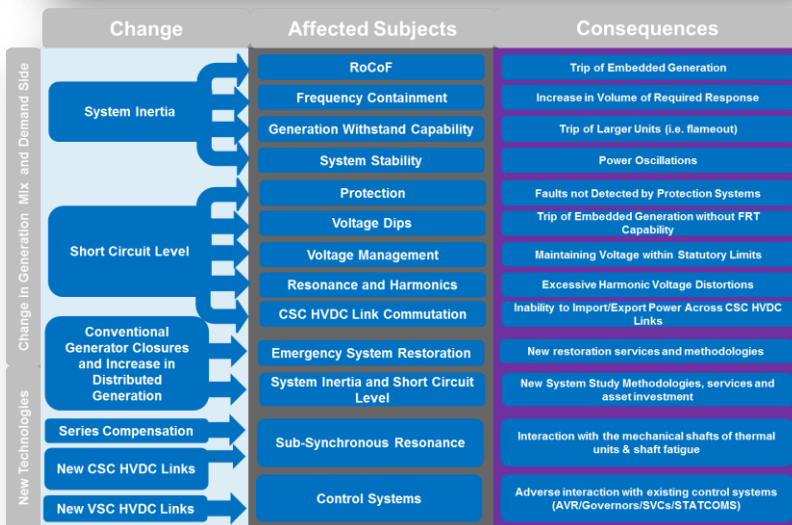 Change
Affected Subjects
Consequences
Change in Generation Mix and Demand Side
System Inertia
RoCoF
Trip of Embedded Generation
Frequency Containment
Increase in Volume of Required Response
Generation Withstand Capability
Trip of Larger Units (i.e. flameout)
System Stability
Power Oscillations
Short Circuit Level
Protection
Faults not Detected by Protection Systems
Voltage Dips
Trip of Embedded Generation without FRT
Capability
Voltage Management
Maintaining Voltage within Statutory Limits
Resonance and Harmonics
Excessive Harmonic Voltage Distortions
CSC HVDC Link Commutation
Inability to Import/Export Power Across CSC HVDC
Links
Conventional
Generator Closures
and Increase in
Distributed
Generation
Emergency System Restoration
New restoration services and methodologies
System Inertia and Short Circuit
Level
New System Study Methodologies, services and
asset investment
New Technologies
Series Compensation
New CSC HVDC Links
Sub-Synchronous Resonance
Interaction with the mechanical shafts of thermal
units & shaft fatigue
New VSC HVDC Links
Control Systems
Adverse interaction with existing control systems
(AVR/Governors/SVCs/STATCOMS)